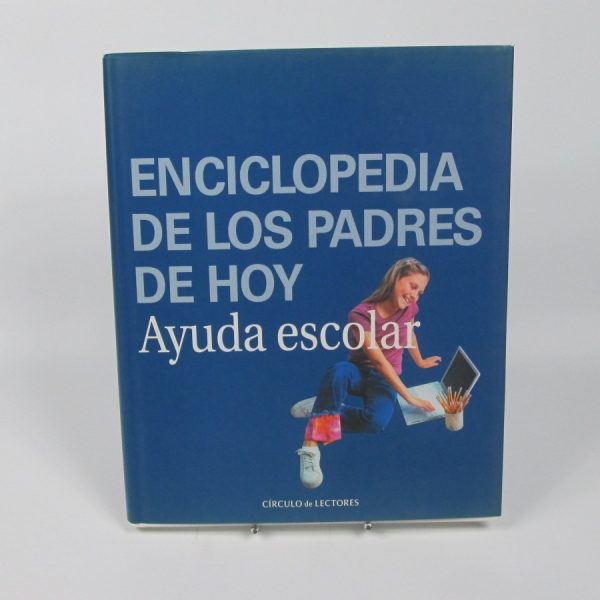 ENCICLOPEDIA
DE LOS PADRES
DE HOY
Ayuda escolar
CÍRCULO de LECTORES